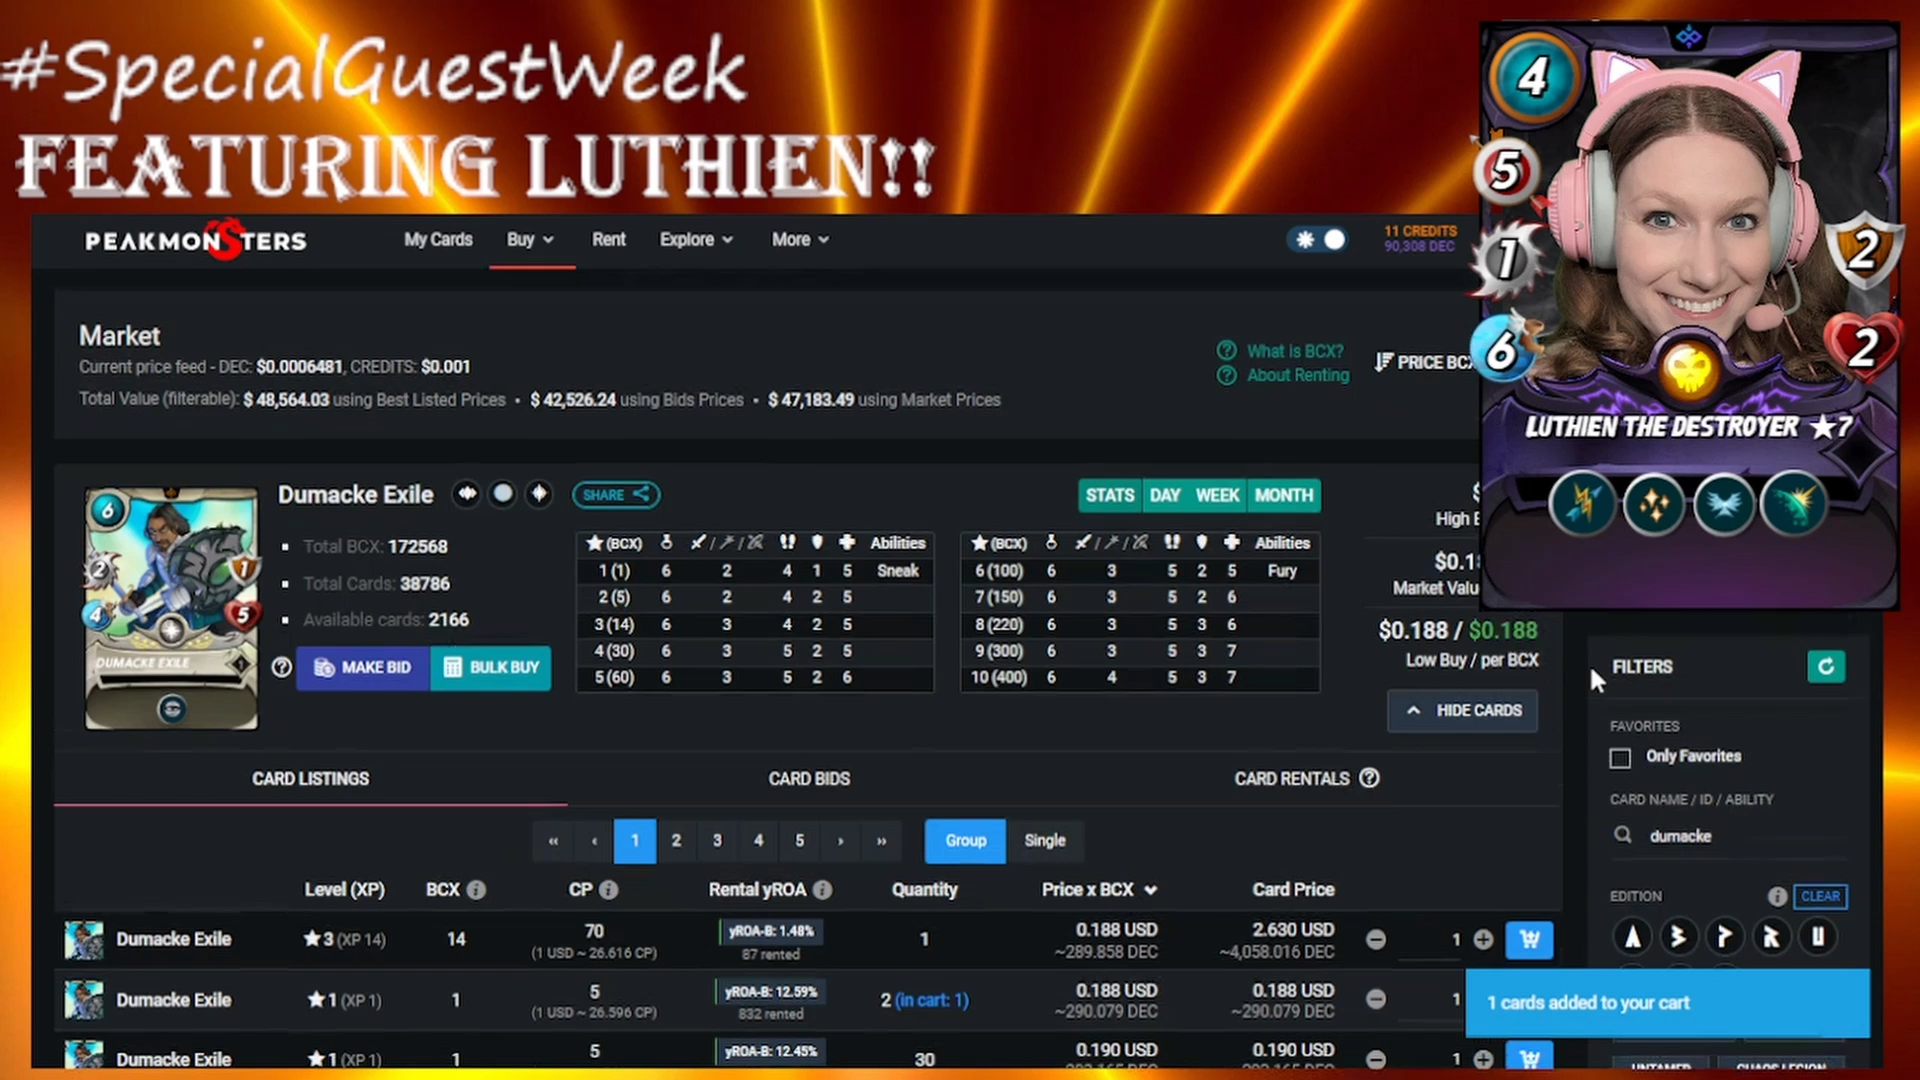 #SpecialGuestWeek
FEATURING LUTHIEN!!
PEAKMONSTERS
My Cards
Buy
Rent
Explore
More
11 CREDITS
90,308 DEC
Market
Current price feed - DEC: $0.0006481, CREDITS: $0.001
Total Value (filterable): $ 48,564.03 using Best Listed Prices • $ 42,526.24 using Bids Prices • $ 47,183.49 using Market Prices
What is BCX?
About Renting
PRICE BCX
4
5
1
6
2
2
LUTHIEN THE DESTROYER ★7
6
2
1
4
5
DUMACKE EXILE
1
Dumacke Exile
SHARE
Total BCX: 172568
Total Cards: 38786
Available cards: 2166
MAKE BID
BULK BUY
STATS DAY WEEK MONTH
★(BCX) / / Abilities
1 (1) 6 2 4 1 5 Sneak
2 (5) 6 2 4 2 5
3 (14) 6 3 4 2 5
4 (30) 6 3 5 2 5
5 (60) 6 3 5 2 6
★(BCX) / / Abilities
6 (100) 6 3 5 2 5 Fury
7 (150) 6 3 5 2 6
8 (220) 6 3 5 3 6
9 (300) 6 3 5 3 7
10 (400) 6 4 5 3 7
$0.188 / $0.188
Low Buy / per BCX
HIDE CARDS
FILTERS
FAVORITES
Only Favorites
CARD NAME / ID / ABILITY
dumacke
EDITION
CLEAR
CARD LISTINGS
CARD BIDS
CARD RENTALS
« ‹ 1 2 3 4 5 › »
Group
Single
Level (XP) BCX CP Rental yROA Quantity Price x BCX Card Price
Dumacke Exile ★3 (XP 14) 14 70 yROA-B: 1.48% 1 0.188 USD 2.630 USD 1
(1 USD ~ 26.616 CP) 87 rented ~289.858 DEC ~4,058.016 DEC
Dumacke Exile ★1 (XP 1) 1 5 yROA-B: 12.59% 2 (in cart: 1) 0.188 USD 0.188 USD 1
(1 USD ~ 26.596 CP) 832 rented ~290.079 DEC ~290.079 DEC
Dumacke Exile ★1 (XP 1) 1 5 yROA-B: 12.45% 30 0.190 USD 0.190 USD 1
1 cards added to your cart
UNTAMED
CHAOS LEGION